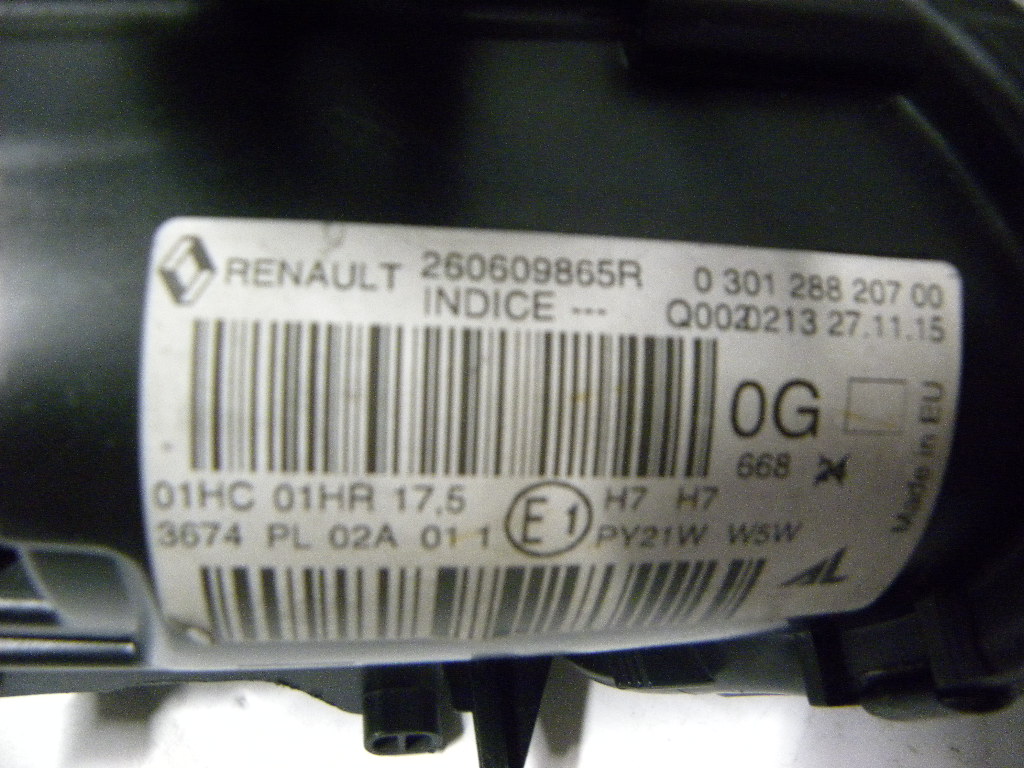 RENAULT 260609865R 0 301 288 207 00
INDICE --- 0213 27.11.15
0G
668
Made in EU
01HC 01HR 17,5 E1 H7 H7
3674 PL 02A 01 1 PY21W W5W
AL